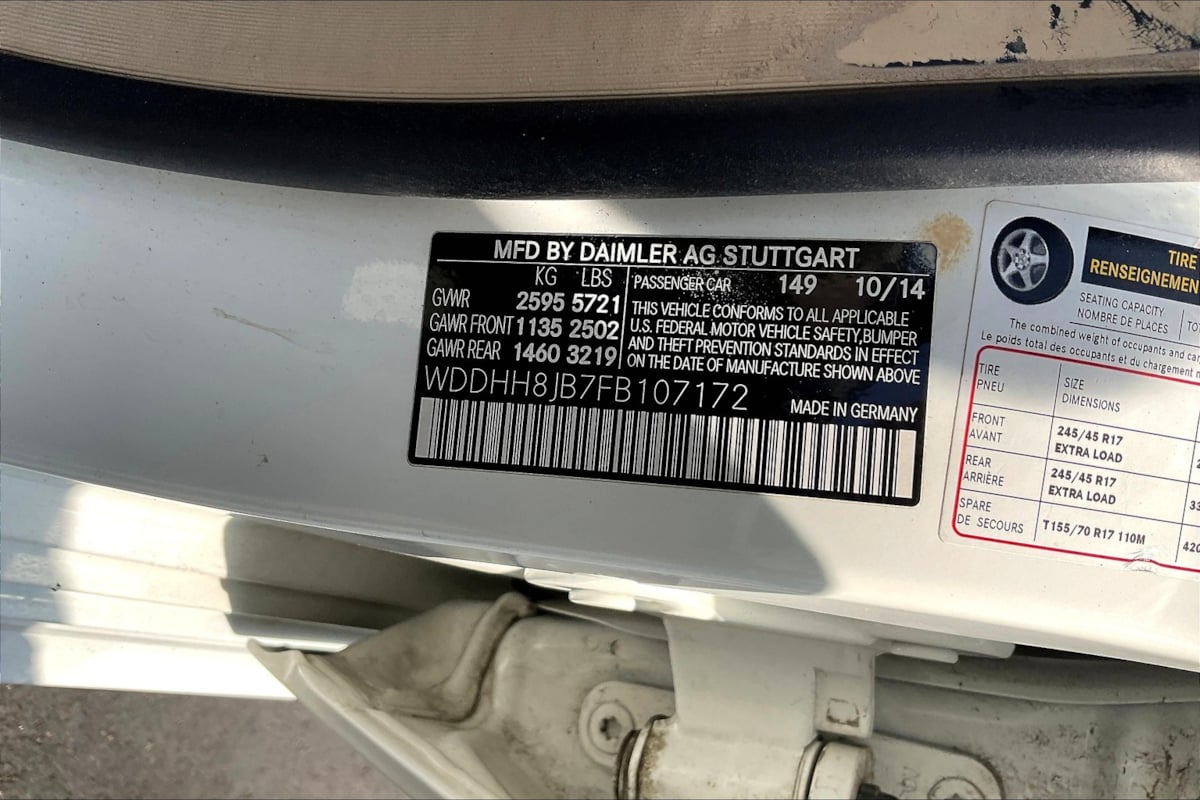 MFD BY DAIMLER AG STUTTGART
KG LBS
GVWR 2595 5721
GAWR FRONT 1135 2502
GAWR REAR 1460 3219
PASSENGER CAR 149 10/14
THIS VEHICLE CONFORMS TO ALL APPLICABLE
U.S. FEDERAL MOTOR VEHICLE SAFETY,BUMPER
AND THEFT PREVENTION STANDARDS IN EFFECT
ON THE DATE OF MANUFACTURE SHOWN ABOVE
WDDHH8JB7FB107172
MADE IN GERMANY
TIRE
RENSEIGNEMEN
SEATING CAPACITY
NOMBRE DE PLACES
The combined weight of occupants and
Le poids total des occupants et du chargement
TIRE
PNEU
SIZE
DIMENSIONS
FRONT
AVANT
245/45 R17
EXTRA LOAD
REAR
ARRIÈRE
245/45 R17
EXTRA LOAD
SPARE
DE SECOURS
T155/70 R17 110M
420